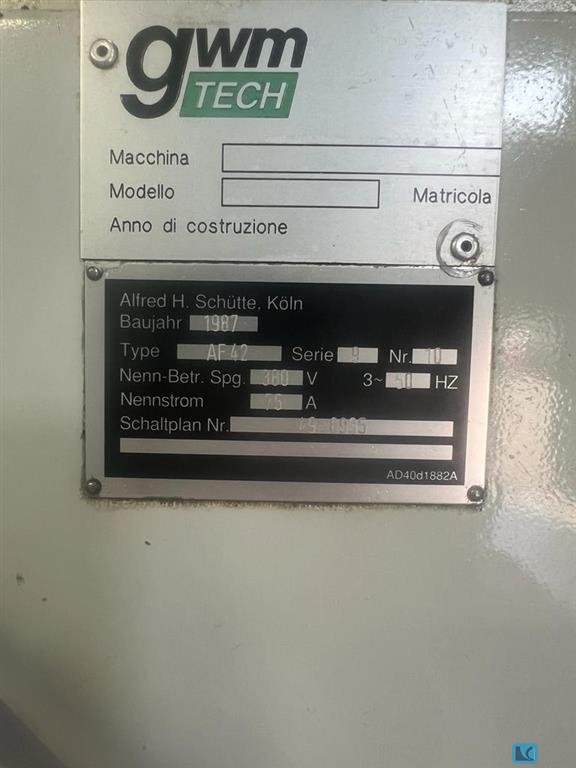 gwm
TECH
Macchina
Modello Matricola
Anno di costruzione
Alfred H. Schütte, Köln
Baujahr 1987
Type AF 42 Serie 9 Nr. 10
Nenn-Betr. Spg. 380 V 3~ 50 HZ
Nennstrom A
Schaltplan Nr.
AD40d1882A